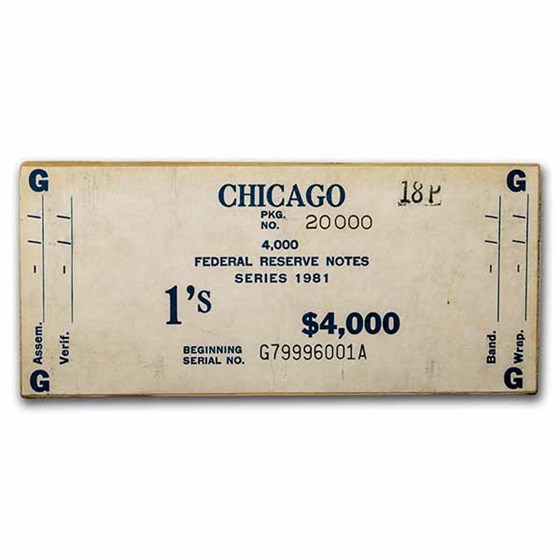 G
G
CHICAGO
18P
PKG.
NO. 20000
4,000
FEDERAL RESERVE NOTES
SERIES 1981
1's
$4,000
BEGINNING
SERIAL NO. G79996001A
Assem.
Verif.
Band.
Wrap.
G
G